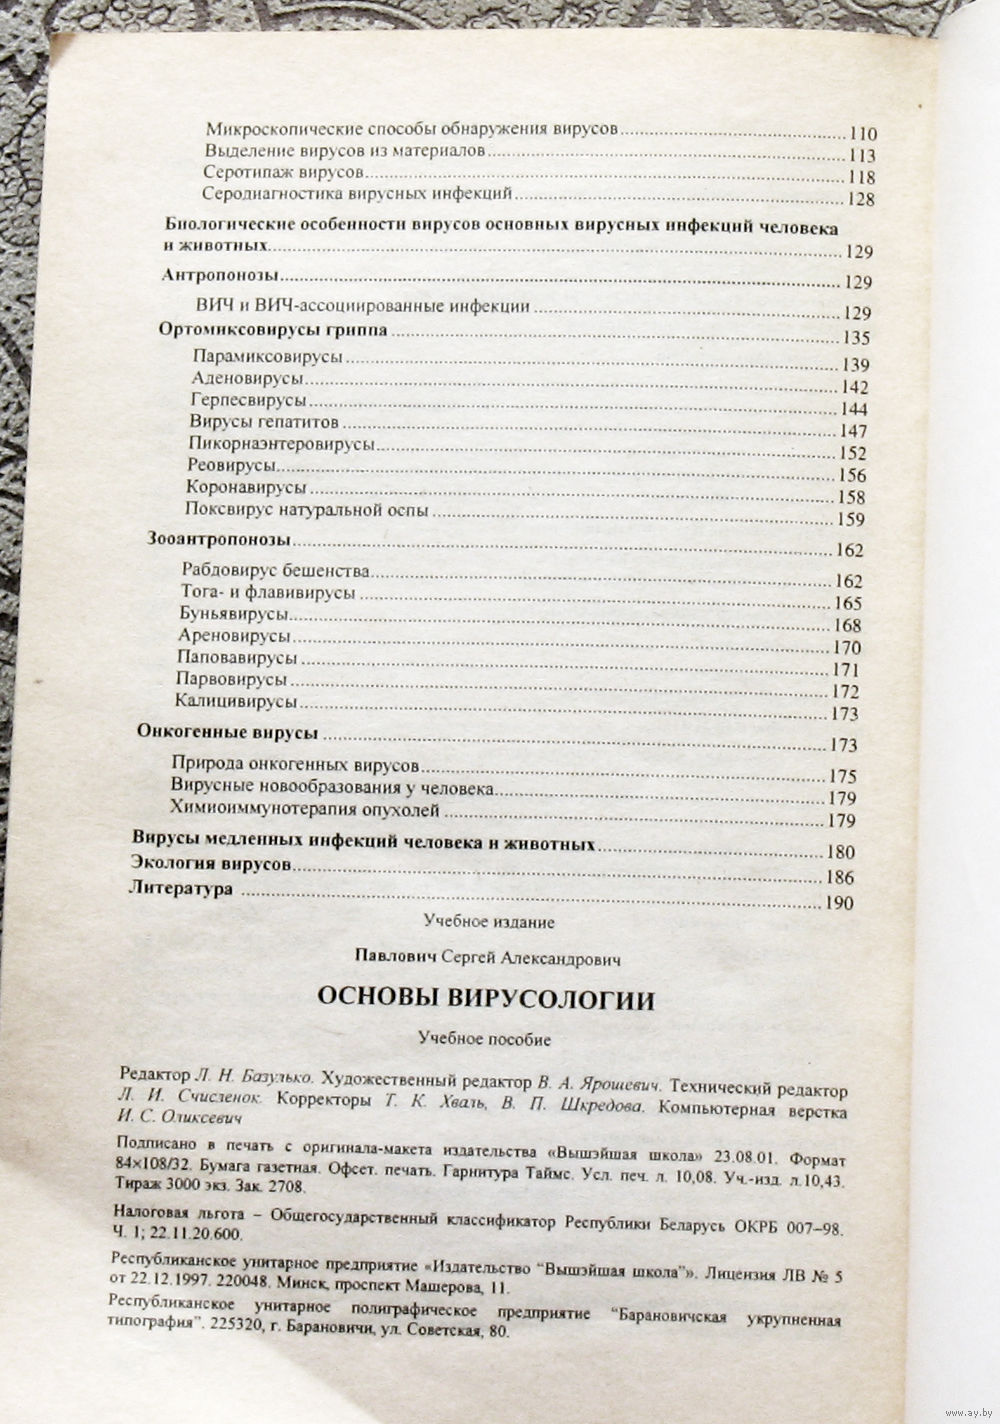 Микроскопические способы обнаружения вирусов 110
Выделение вирусов из материалов 113
Серотипаж вирусов 118
Серодиагностика вирусных инфекций 128
Биологические особенности вирусов основных вирусных инфекций человека
и животных 129
Антропонозы 129
ВИЧ и ВИЧ-ассоциированные инфекции 129
Ортомиксовирусы гриппа 135
Парамиксовирусы 139
Аденовирусы 142
Герпесвирусы 144
Вирусы гепатитов 147
Пикорнаэнтеровирусы 152
Реовирусы 156
Коронавирусы 158
Поксвирус натуральной оспы 159
Зооантропонозы 162
Рабдовирус бешенства 162
Тога- и флавивирусы 165
Буньявирусы 168
Ареновирусы 170
Паповавирусы 171
Парвовирусы 172
Калицивирусы 173
Онкогенные вирусы 173
Природа онкогенных вирусов 175
Вирусные новообразования у человека 179
Химиоиммунотерапия опухолей 179
Вирусы медленных инфекций человека и животных 180
Экология вирусов 186
Литература 190
Учебное издание
Павлович Сергей Александрович
ОСНОВЫ ВИРУСОЛОГИИ
Учебное пособие
Редактор Л. Н. Базулько. Художественный редактор В. А. Ярошевич. Технический редактор
Л. И. Счисленок. Корректоры Т. К. Хваль, В. П. Шкредова. Компьютерная верстка
И. С. Оликсевич
Подписано в печать с оригинала-макета издательства «Вышэйшая школа» 23.08.01. Формат
84×108/32. Бумага газетная. Офсет. печать. Гарнитура Таймс. Усл. печ. л. 10,08. Уч.-изд. л.10,43.
Тираж 3000 экз. Зак. 2708.
Налоговая льгота – Общегосударственный классификатор Республики Беларусь ОКРБ 007–98.
Ч. 1; 22.11.20.600.
Республиканское унитарное предприятие «Издательство “Вышэйшая школа”». Лицензия ЛВ № 5
от 22.12.1997. 220048. Минск, проспект Машерова, 11.
Республиканское унитарное полиграфическое предприятие “Барановичская укрупненная
типография”. 225320, г. Барановичи, ул. Советская, 80.
www.ay.by